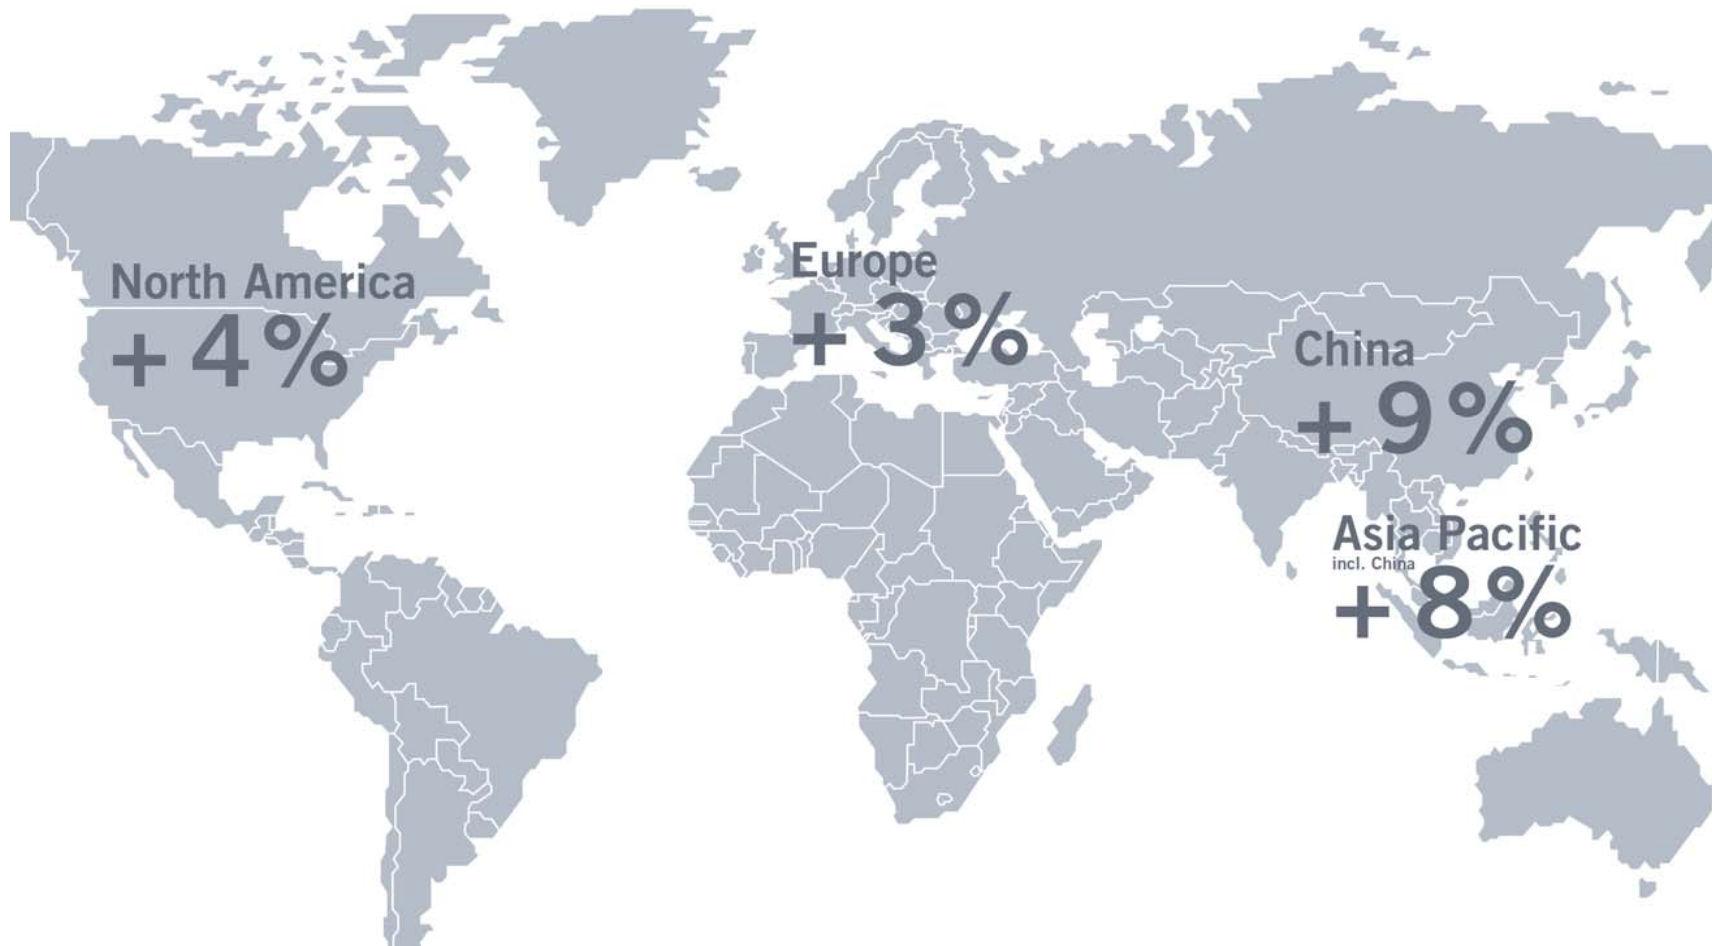 North America
+ 4 %
Europe
+ 3 %
China
+ 9 %
Asia Pacific
incl. China
+ 8 %